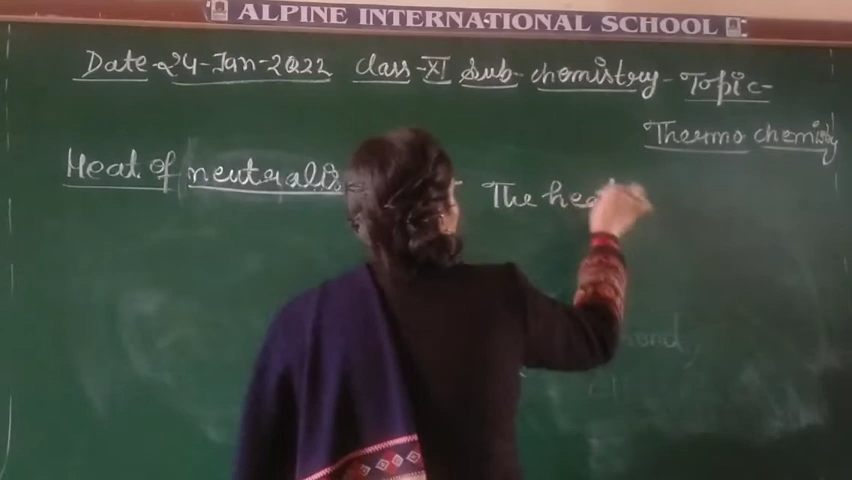 ALPINE INTERNATIONAL SCHOOL
Date-24-Jan-2022 Class-XI Sub-chemistry-Topic-
Thermo chemistry
Heat of neutralis - The hea